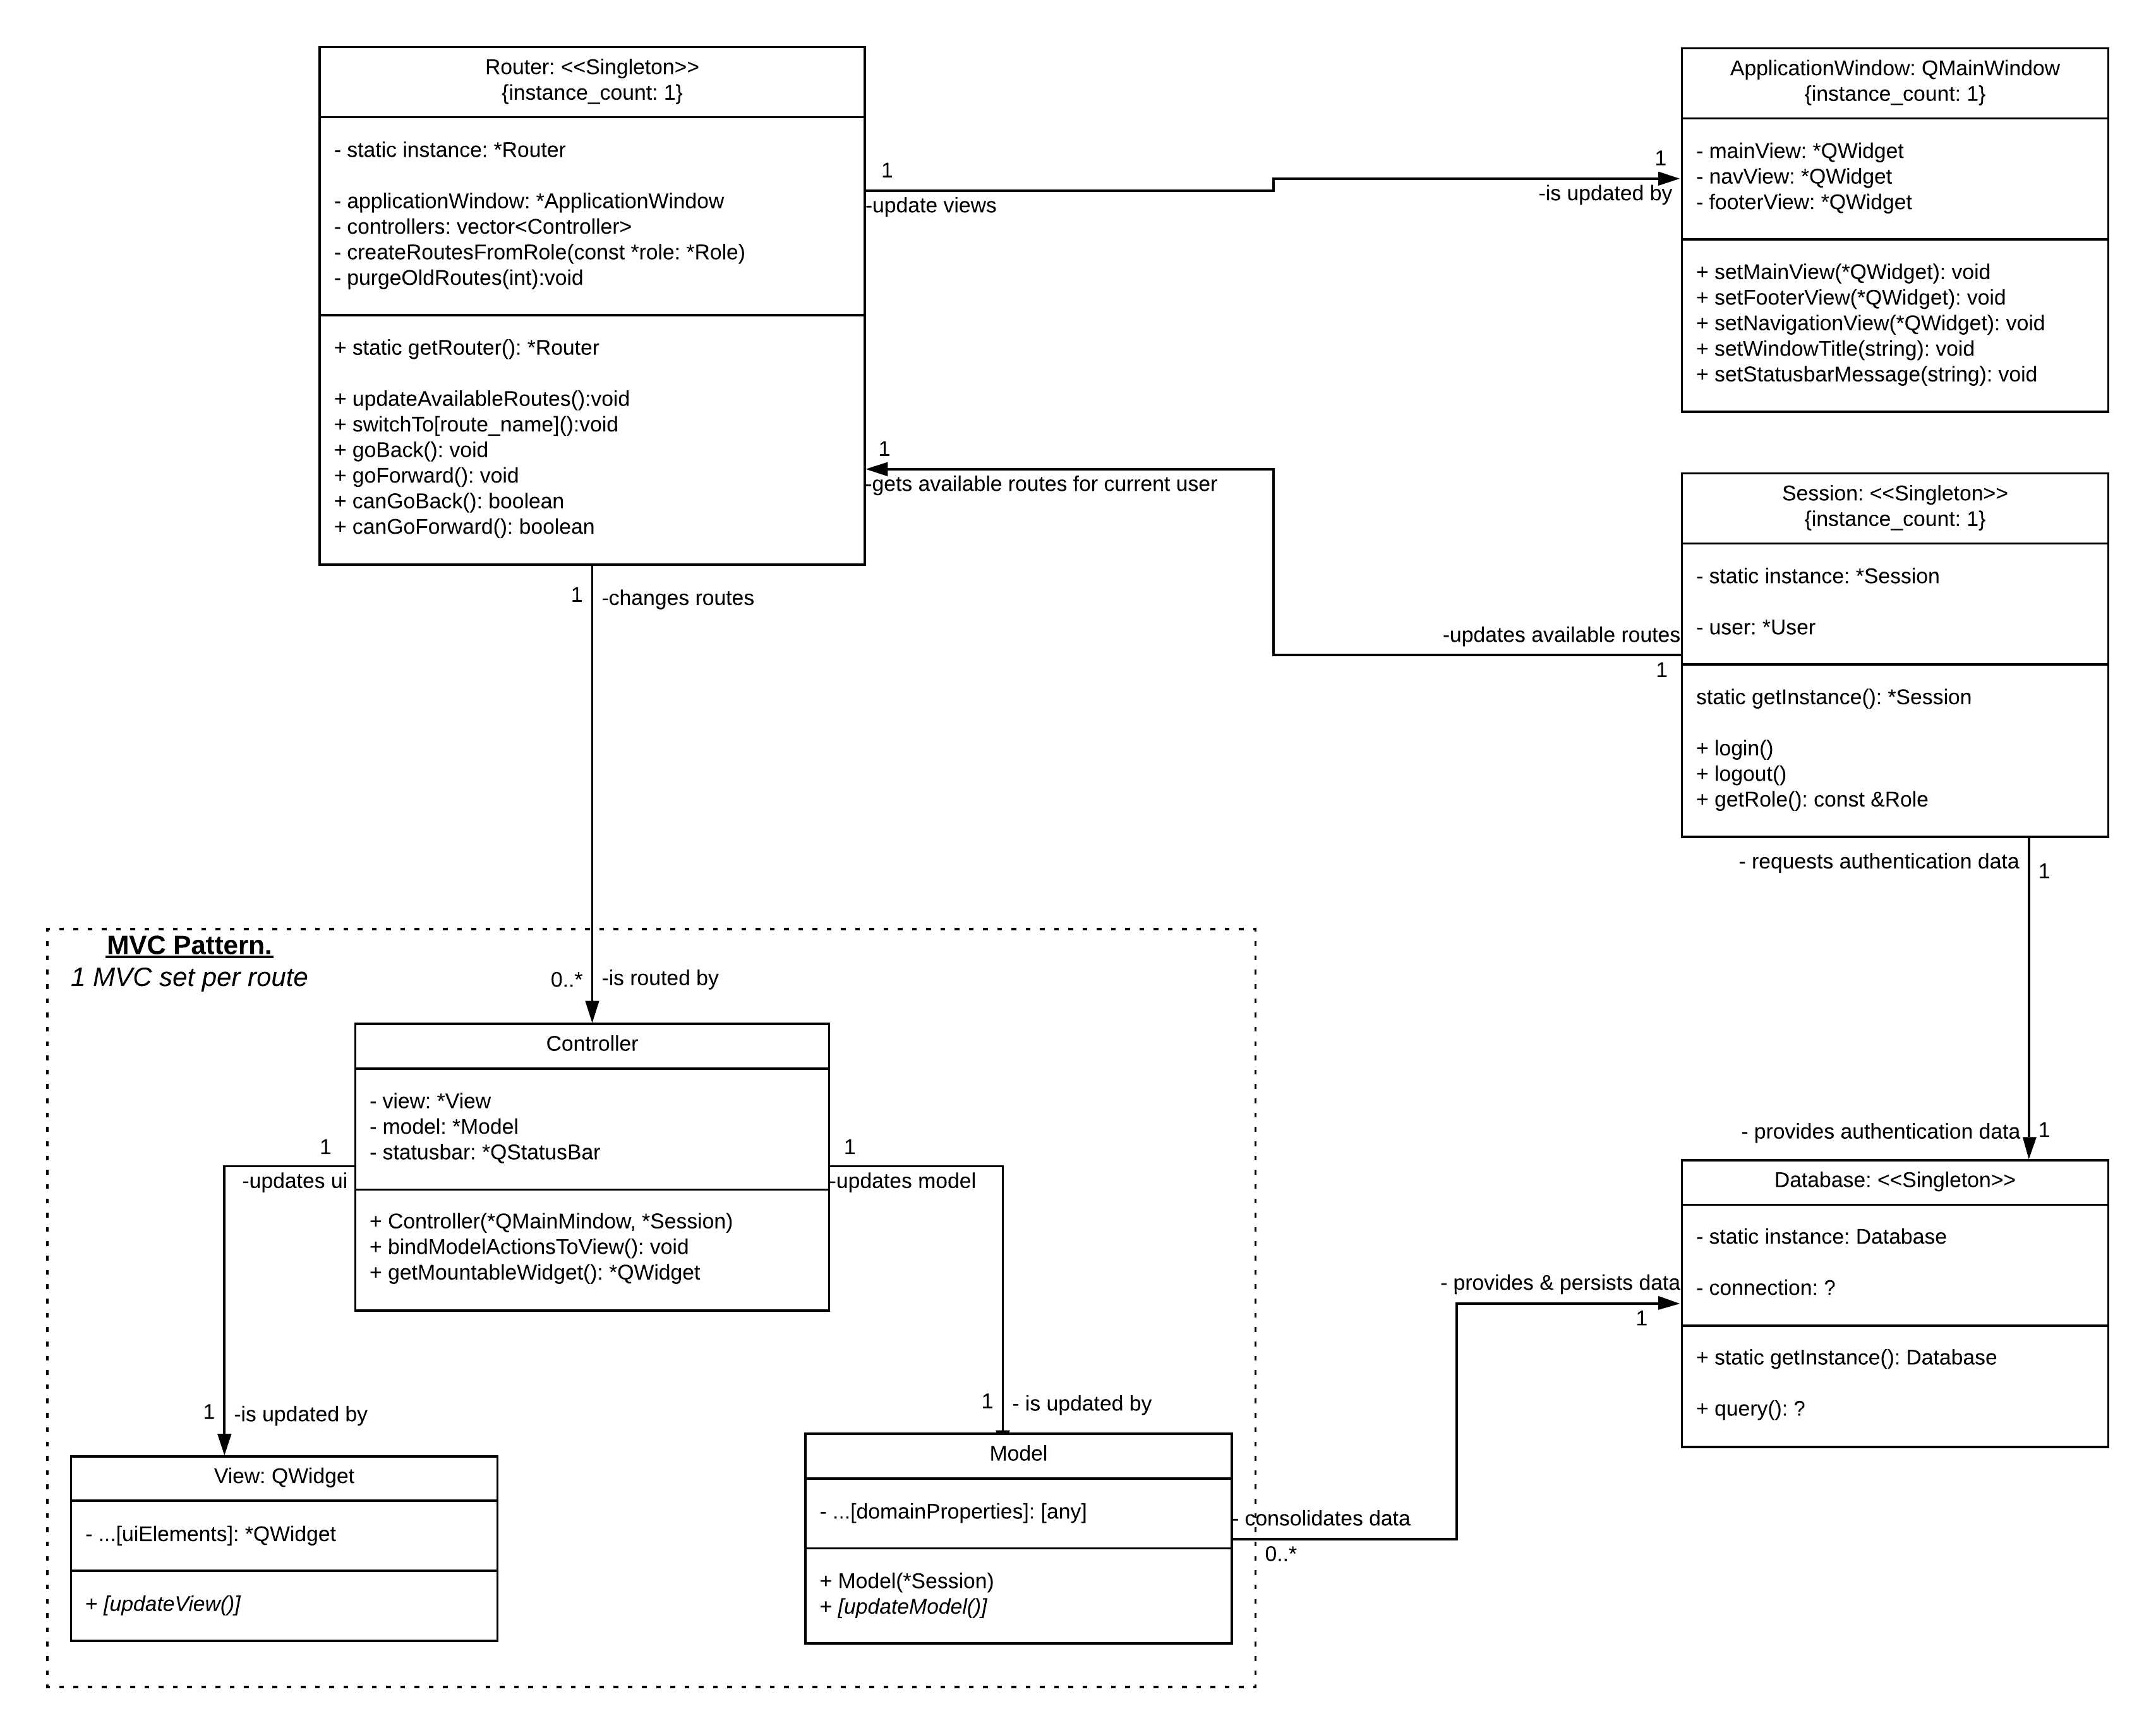 Router: <<Singleton>>
{instance_count: 1}
- static instance: *Router
- applicationWindow: *ApplicationWindow
- controllers: vector<Controller>
- createRoutesFromRole(const *role: *Role)
- purgeOldRoutes(int):void
+ static getRouter(): *Router
+ updateAvailableRoutes():void
+ switchTo[route_name]():void
+ goBack(): void
+ goForward(): void
+ canGoBack(): boolean
+ canGoForward(): boolean
1
-update views
1
-is updated by
ApplicationWindow: QMainWindow
{instance_count: 1}
- mainView: *QWidget
- navView: *QWidget
- footerView: *QWidget
+ setMainView(*QWidget): void
+ setFooterView(*QWidget): void
+ setNavigationView(*QWidget): void
+ setWindowTitle(string): void
+ setStatusbarMessage(string): void
1
-gets available routes for current user
-updates available routes
1
Session: <<Singleton>>
{instance_count: 1}
- static instance: *Session
- user: *User
static getInstance(): *Session
+ login()
+ logout()
+ getRole(): const &Role
1
-changes routes
- requests authentication data
1
MVC Pattern.
1 MVC set per route
0..*
-is routed by
Controller
- view: *View
- model: *Model
- statusbar: *QStatusBar
+ Controller(*QMainMindow, *Session)
+ bindModelActionsToView(): void
+ getMountableWidget(): *QWidget
1
-updates ui
1
-updates model
- provides authentication data
1
Database: <<Singleton>>
- static instance: Database
- connection: ?
+ static getInstance(): Database
+ query(): ?
- provides & persists data
1
1
-is updated by
1
- is updated by
View: QWidget
- ...[uiElements]: *QWidget
+ [updateView()]
Model
- ...[domainProperties]: [any]
+ Model(*Session)
+ [updateModel()]
- consolidates data
0..*